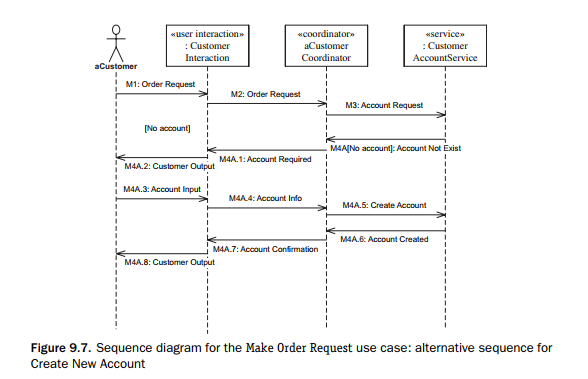 «user interaction»
: Customer
Interaction
«coordinator»
aCustomer
Coordinator
«service»
: Customer
AccountService
aCustomer
M1: Order Request
M2: Order Request
M3: Account Request
[No account]
M4A[No account]: Account Not Exist
M4A.1: Account Required
M4A.2: Customer Output
M4A.3: Account Input
M4A.4: Account Info
M4A.5: Create Account
M4A.6: Account Created
M4A.7: Account Confirmation
M4A.8: Customer Output
Figure 9.7. Sequence diagram for the Make Order Request use case: alternative sequence for
Create New Account